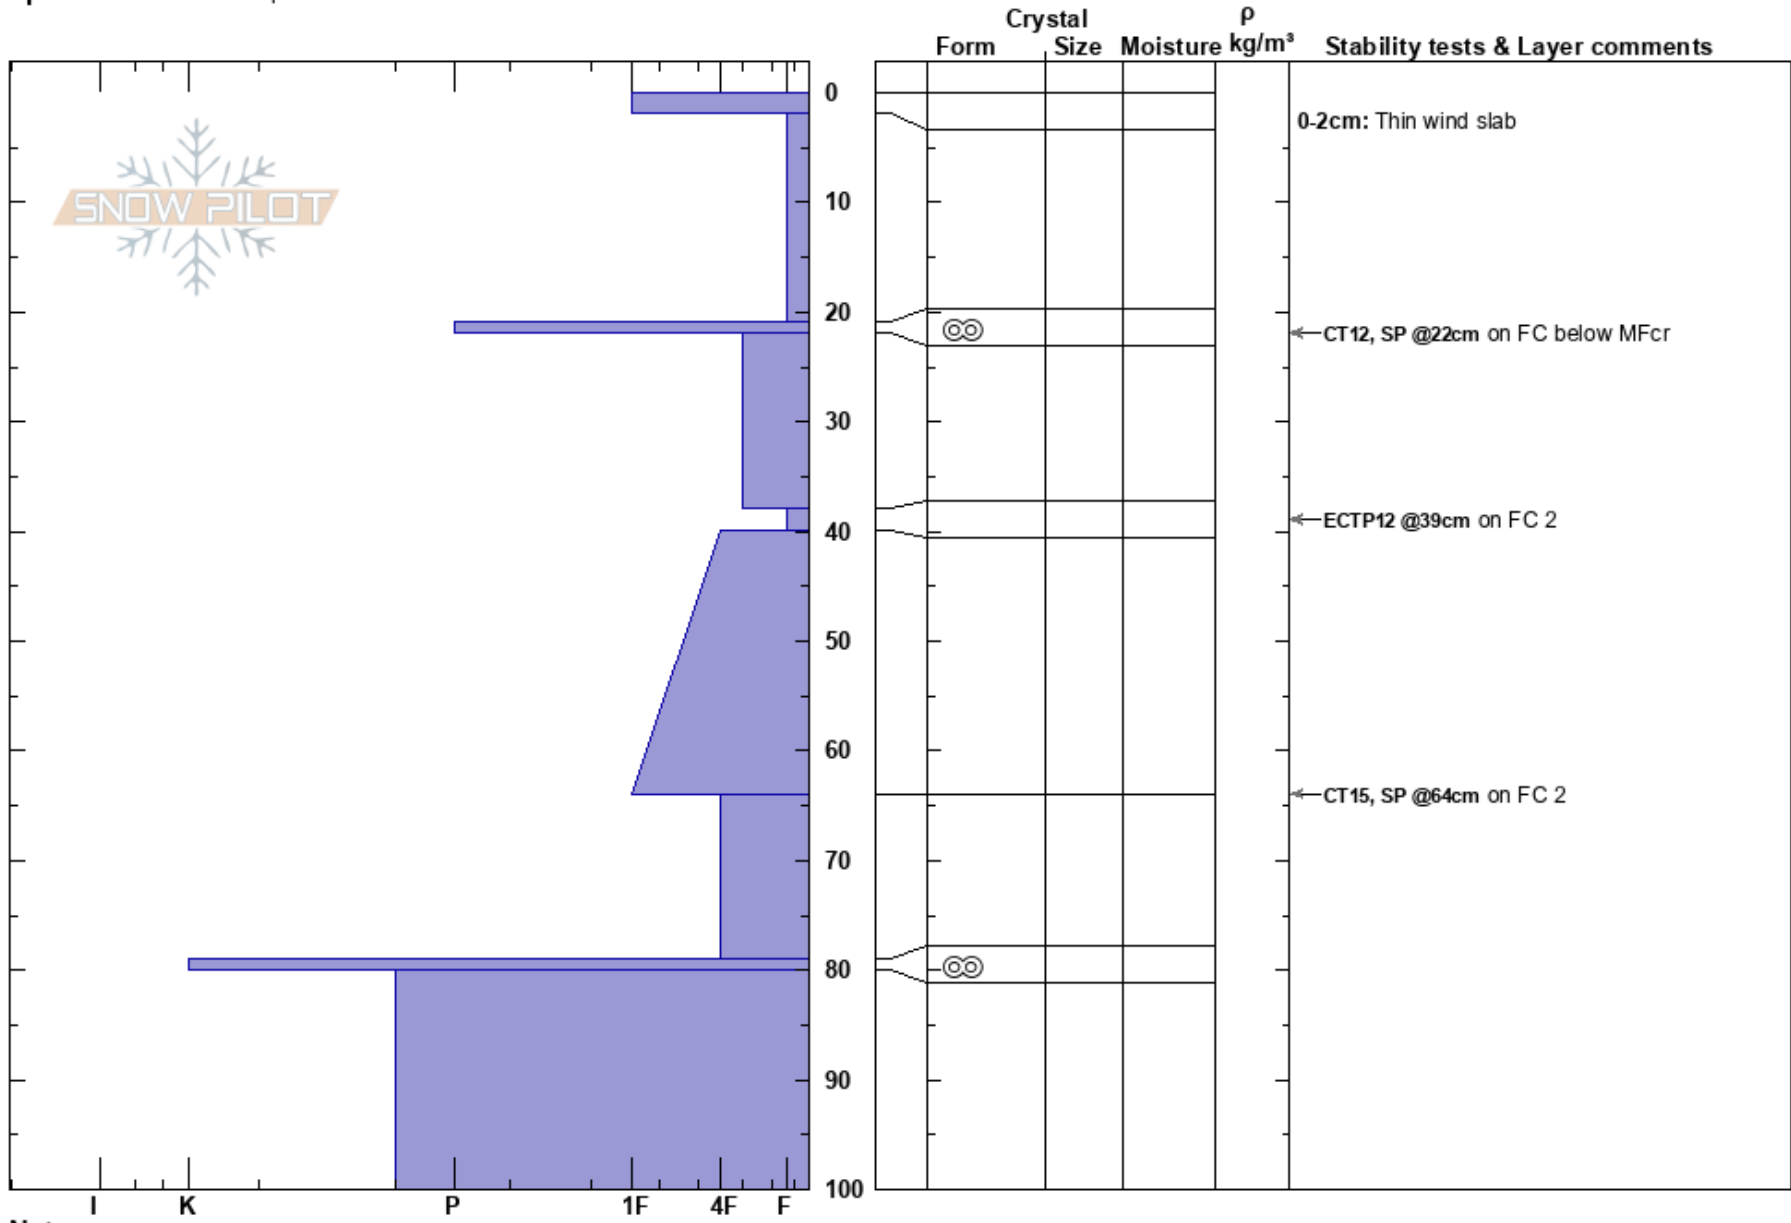 Crystal ρ
Form Size Moisture kg/m³ Stability tests & Layer comments
0
0-2cm: Thin wind slab
SNOW PILOT
10
20
CT12, SP @22cm on FC below MFcr
30
40
ECTP12 @39cm on FC 2
50
60
CT15, SP @64cm on FC 2
70
80
90
100
I K P 1F 4F F